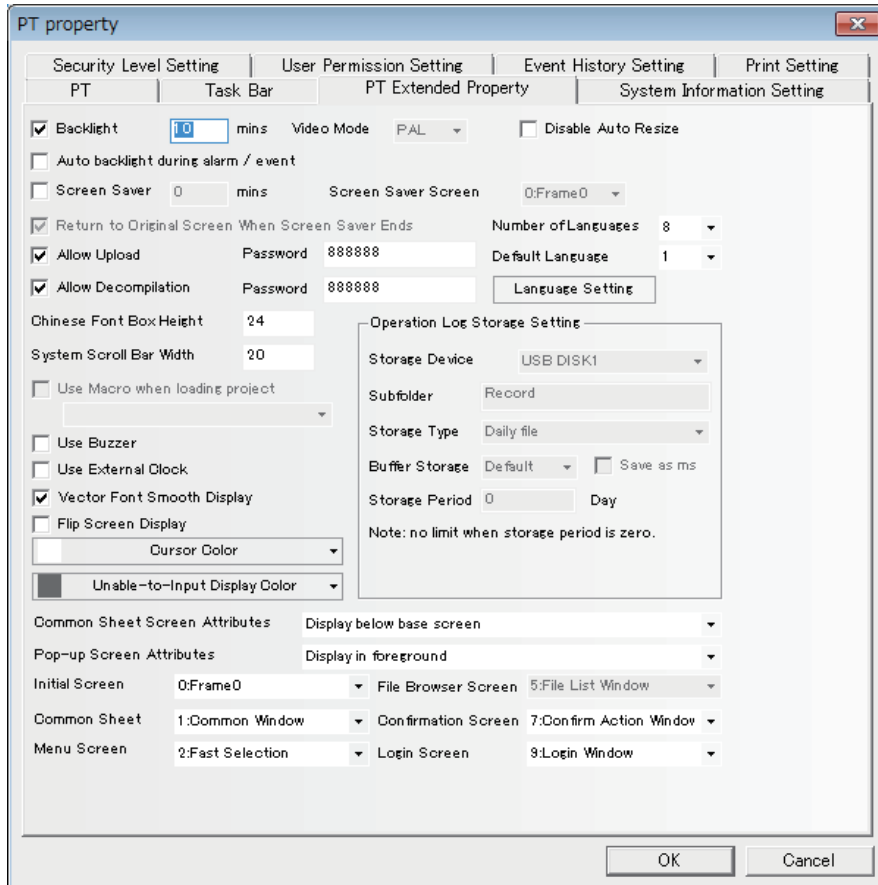 PT property
Security Level Setting User Permission Setting Event History Setting Print Setting
PT Task Bar PT Extended Property System Information Setting
Backlight 10 mins Video Mode PAL Disable Auto Resize
Auto backlight during alarm / event
Screen Saver 0 mins Screen Saver Screen 0:Frame0
Return to Original Screen When Screen Saver Ends Number of Languages 8
Allow Upload Password 888888 Default Language 1
Allow Decompilation Password 888888 Language Setting
Chinese Font Box Height 24
Operation Log Storage Setting
System Scroll Bar Width 20
Storage Device USB DISK1
Use Macro when loading project
Subfolder Record
Storage Type Daily file
Use Buzzer
Use External Clock
Buffer Storage Default Save as ms
Vector Font Smooth Display
Storage Period 0 Day
Flip Screen Display
Note: no limit when storage period is zero.
Cursor Color
Unable-to-Input Display Color
Common Sheet Screen Attributes Display below base screen
Pop-up Screen Attributes Display in foreground
Initial Screen 0:Frame0 File Browser Screen 5:File List Window
Common Sheet 1:Common Window Confirmation Screen 7:Confirm Action Window
Menu Screen 2:Fast Selection Login Screen 9:Login Window
OK Cancel